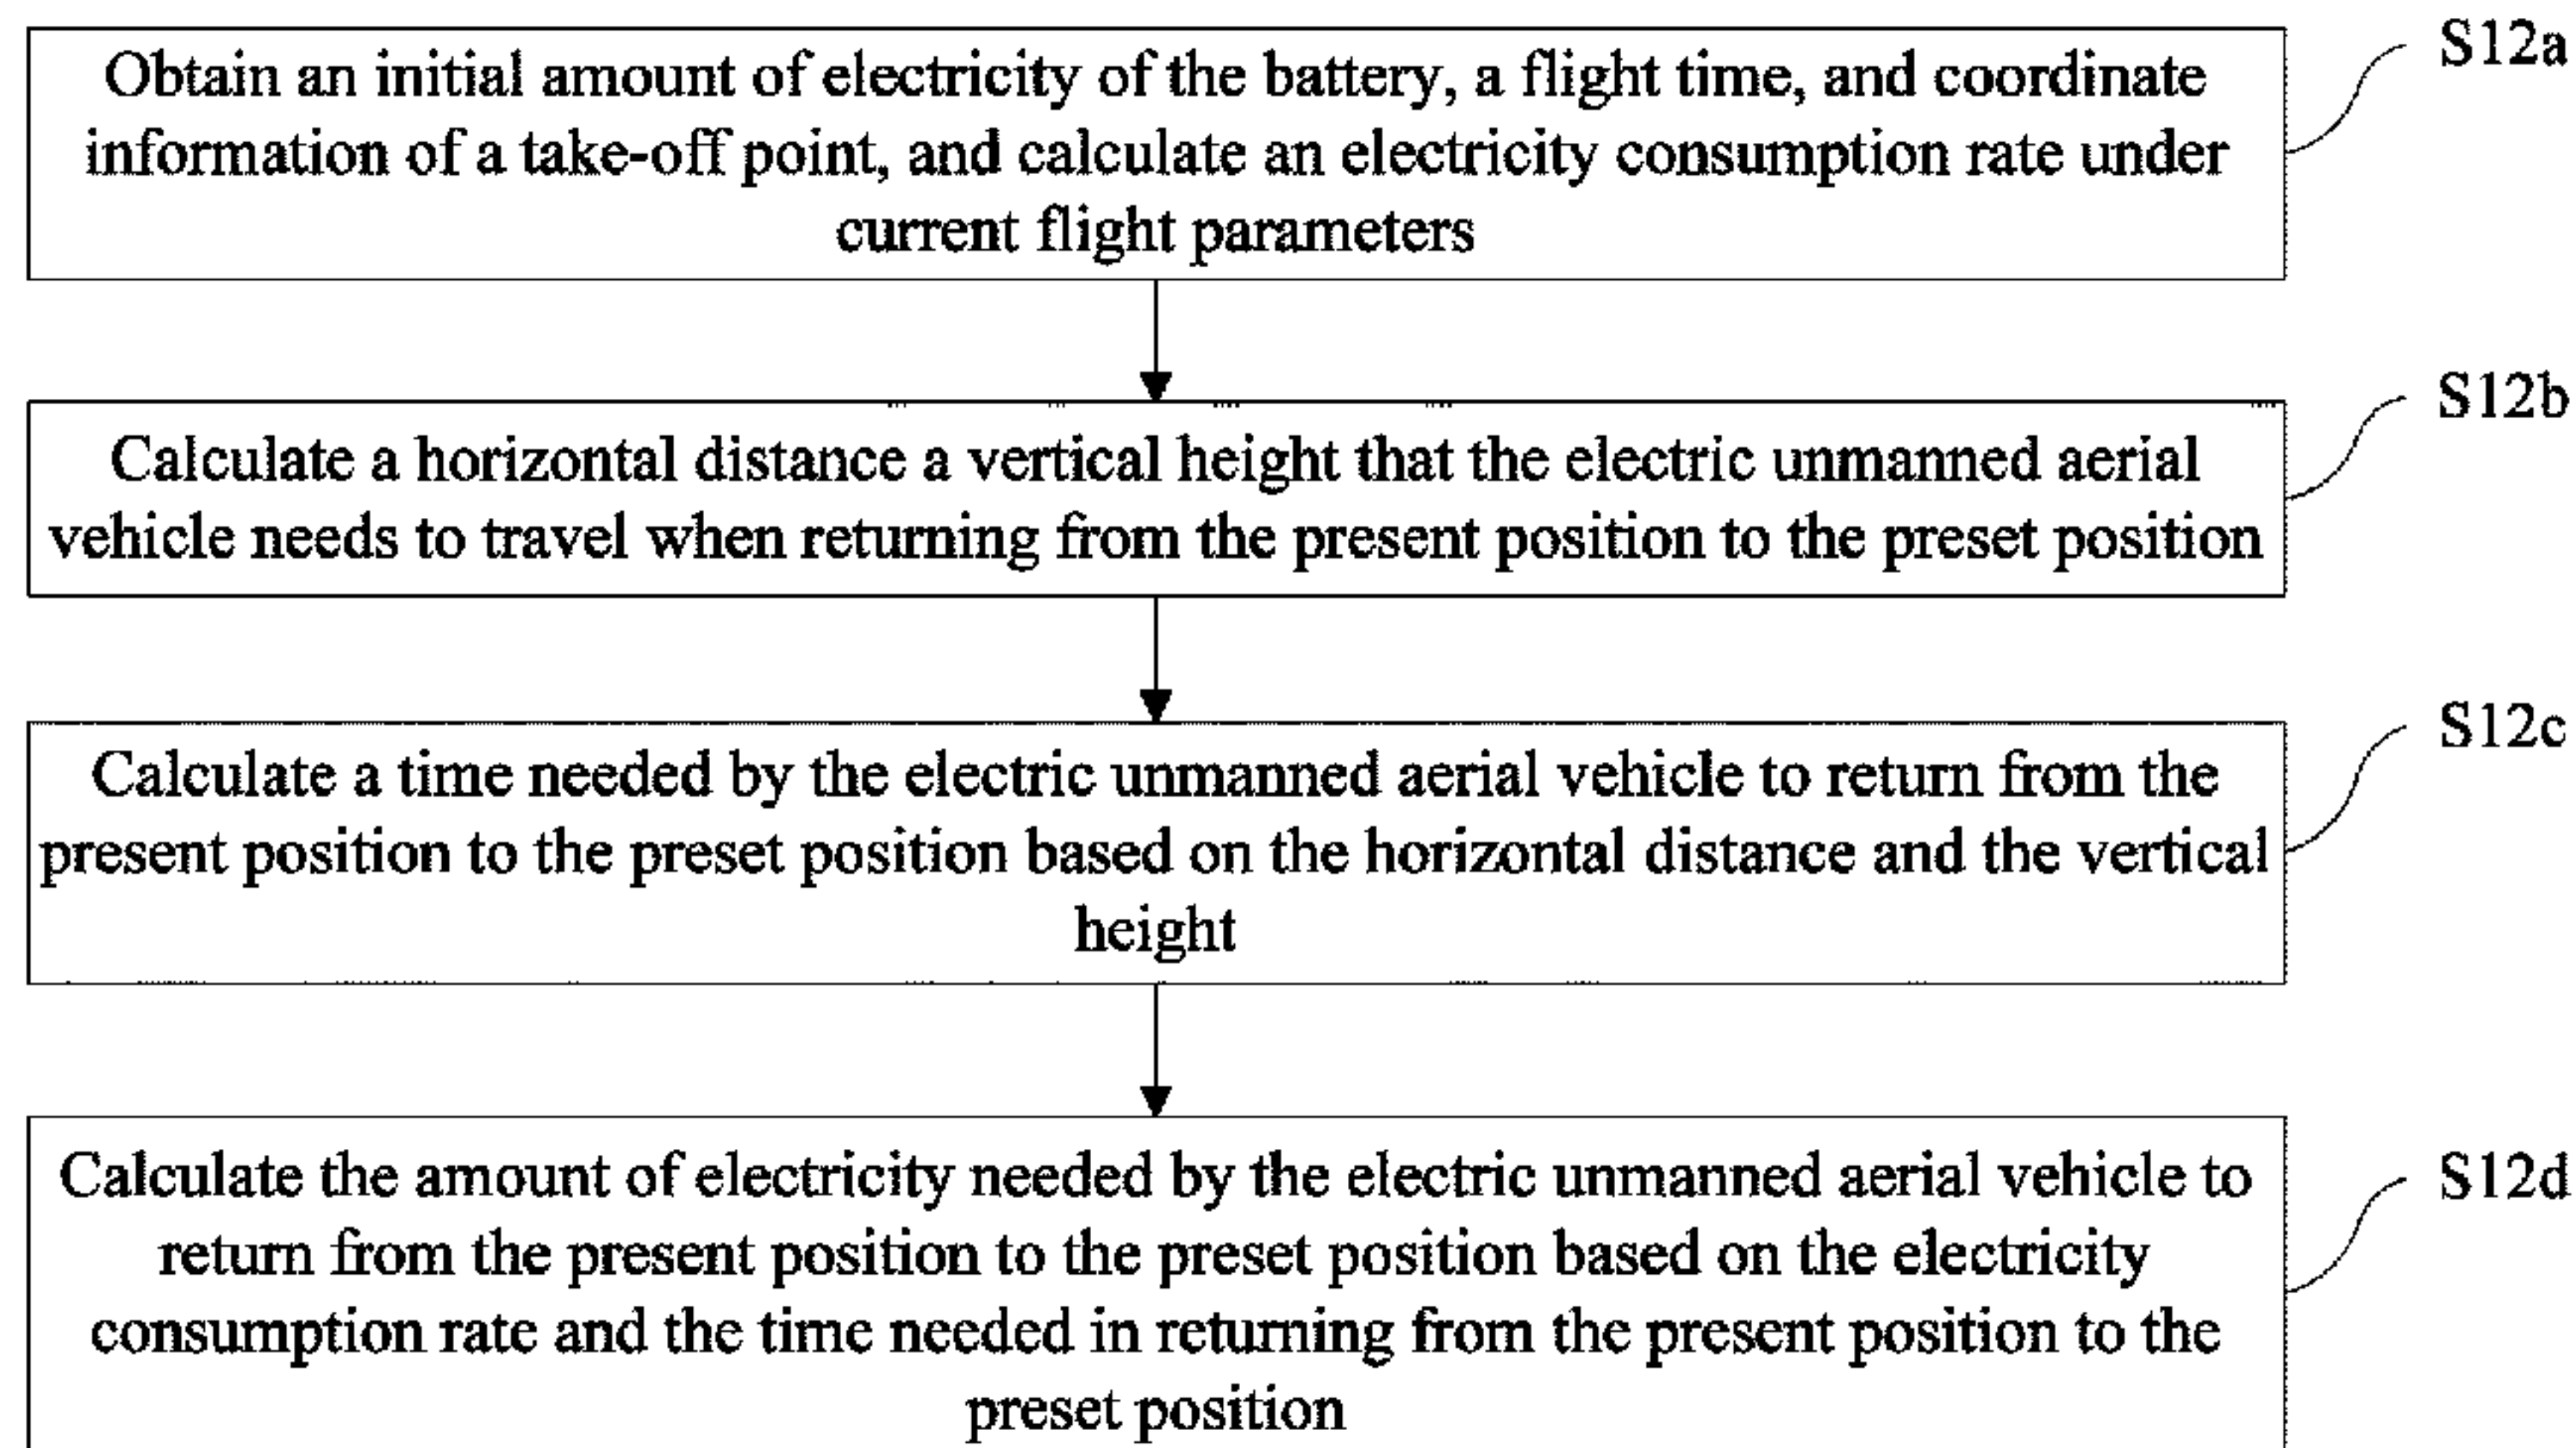 Obtain an initial amount of electricity of the battery, a flight time, and coordinate
information of a take-off point, and calculate an electricity consumption rate under
current flight parameters
S12a
Calculate a horizontal distance a vertical height that the electric unmanned aerial
vehicle needs to travel when returning from the present position to the preset position
S12b
Calculate a time needed by the electric unmanned aerial vehicle to return from the
present position to the preset position based on the horizontal distance and the vertical
height
S12c
Calculate the amount of electricity needed by the electric unmanned aerial vehicle to
return from the present position to the preset position based on the electricity
consumption rate and the time needed in returning from the present position to the
preset position
S12d